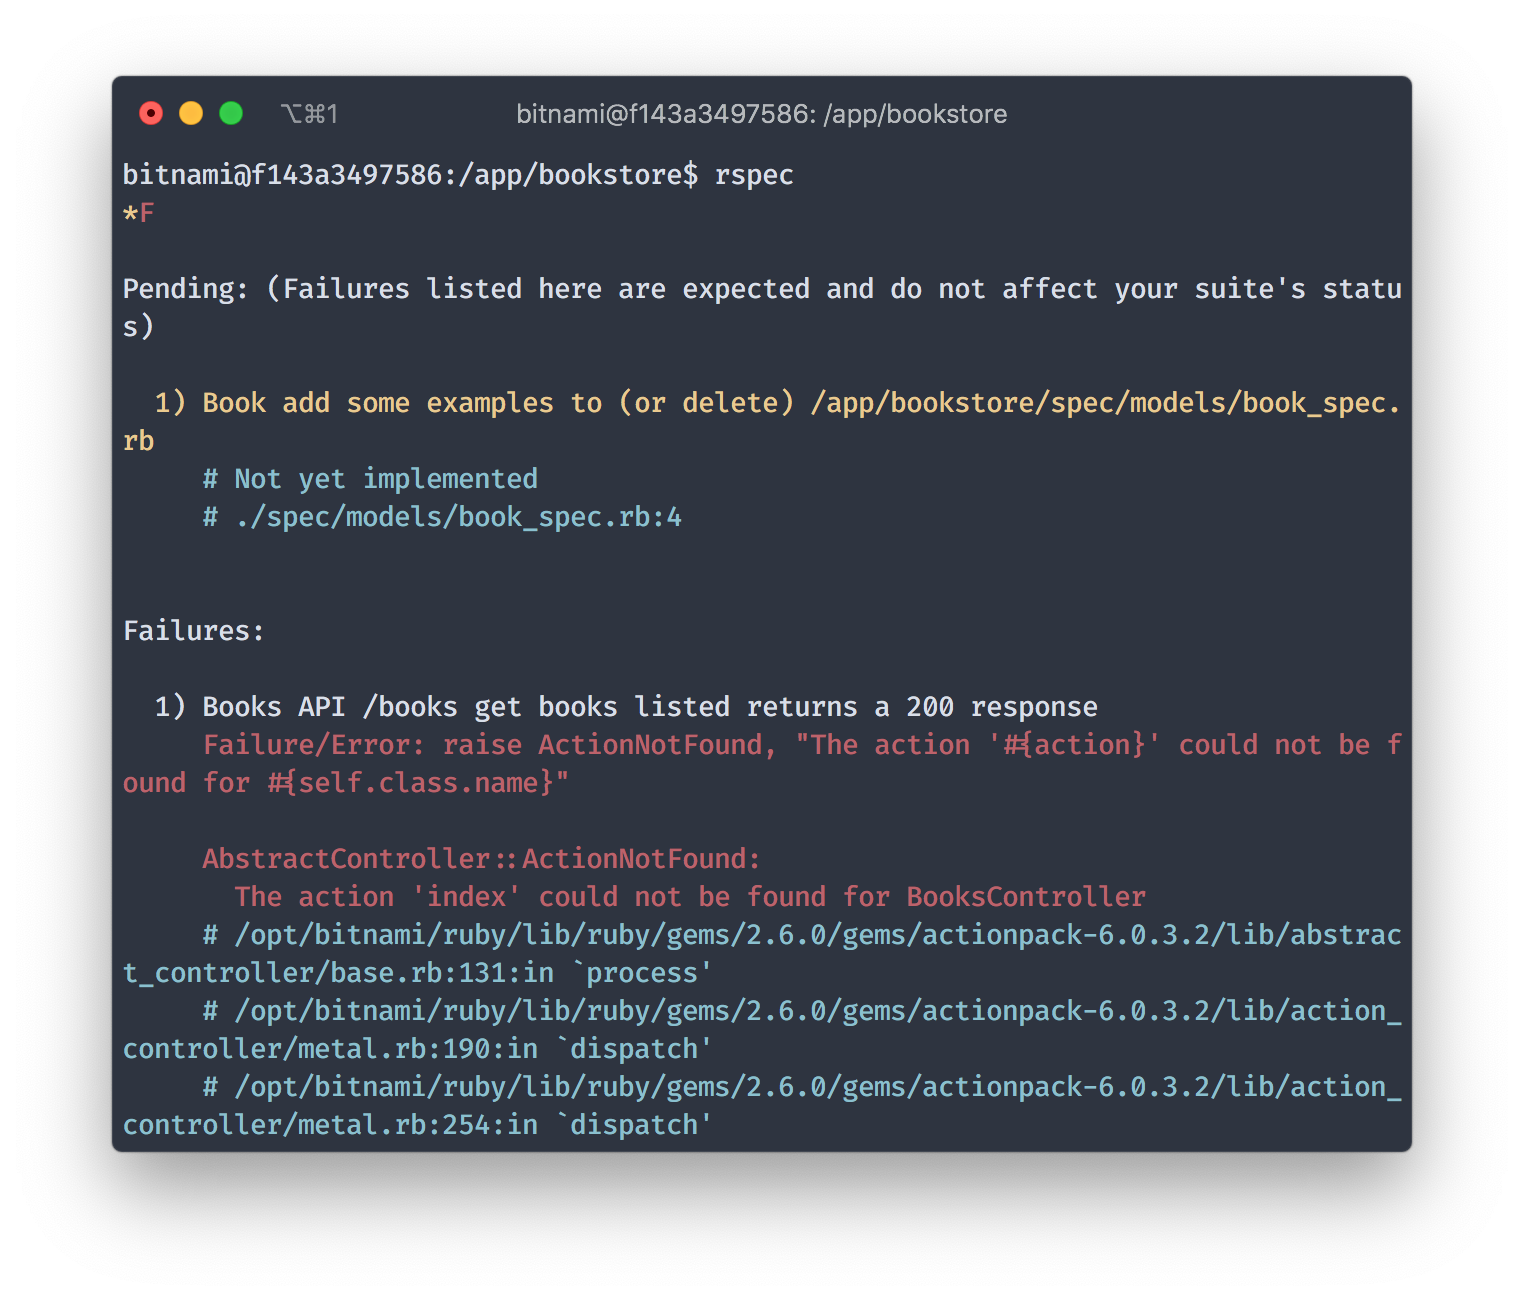 ⌥⌘1 bitnami@f143a3497586: /app/bookstore
bitnami@f143a3497586:/app/bookstore$ rspec
*F
Pending: (Failures listed here are expected and do not affect your suite's statu
s)
1) Book add some examples to (or delete) /app/bookstore/spec/models/book_spec.
rb
# Not yet implemented
# ./spec/models/book_spec.rb:4
Failures:
1) Books API /books get books listed returns a 200 response
Failure/Error: raise ActionNotFound, "The action '#{action}' could not be f
ound for #{self.class.name}"
AbstractController::ActionNotFound:
The action 'index' could not be found for BooksController
# /opt/bitnami/ruby/lib/ruby/gems/2.6.0/gems/actionpack-6.0.3.2/lib/abstrac
t_controller/base.rb:131:in `process'
# /opt/bitnami/ruby/lib/ruby/gems/2.6.0/gems/actionpack-6.0.3.2/lib/action_
controller/metal.rb:190:in `dispatch'
# /opt/bitnami/ruby/lib/ruby/gems/2.6.0/gems/actionpack-6.0.3.2/lib/action_
controller/metal.rb:254:in `dispatch'